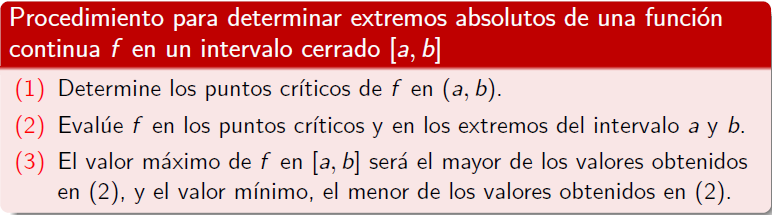 Procedimiento para determinar extremos absolutos de una función
continua f en un intervalo cerrado [a, b]
(1) Determine los puntos críticos de f en (a, b).
(2) Evalúe f en los puntos críticos y en los extremos del intervalo a y b.
(3) El valor máximo de f en [a, b] será el mayor de los valores obtenidos
en (2), y el valor mínimo, el menor de los valores obtenidos en (2).